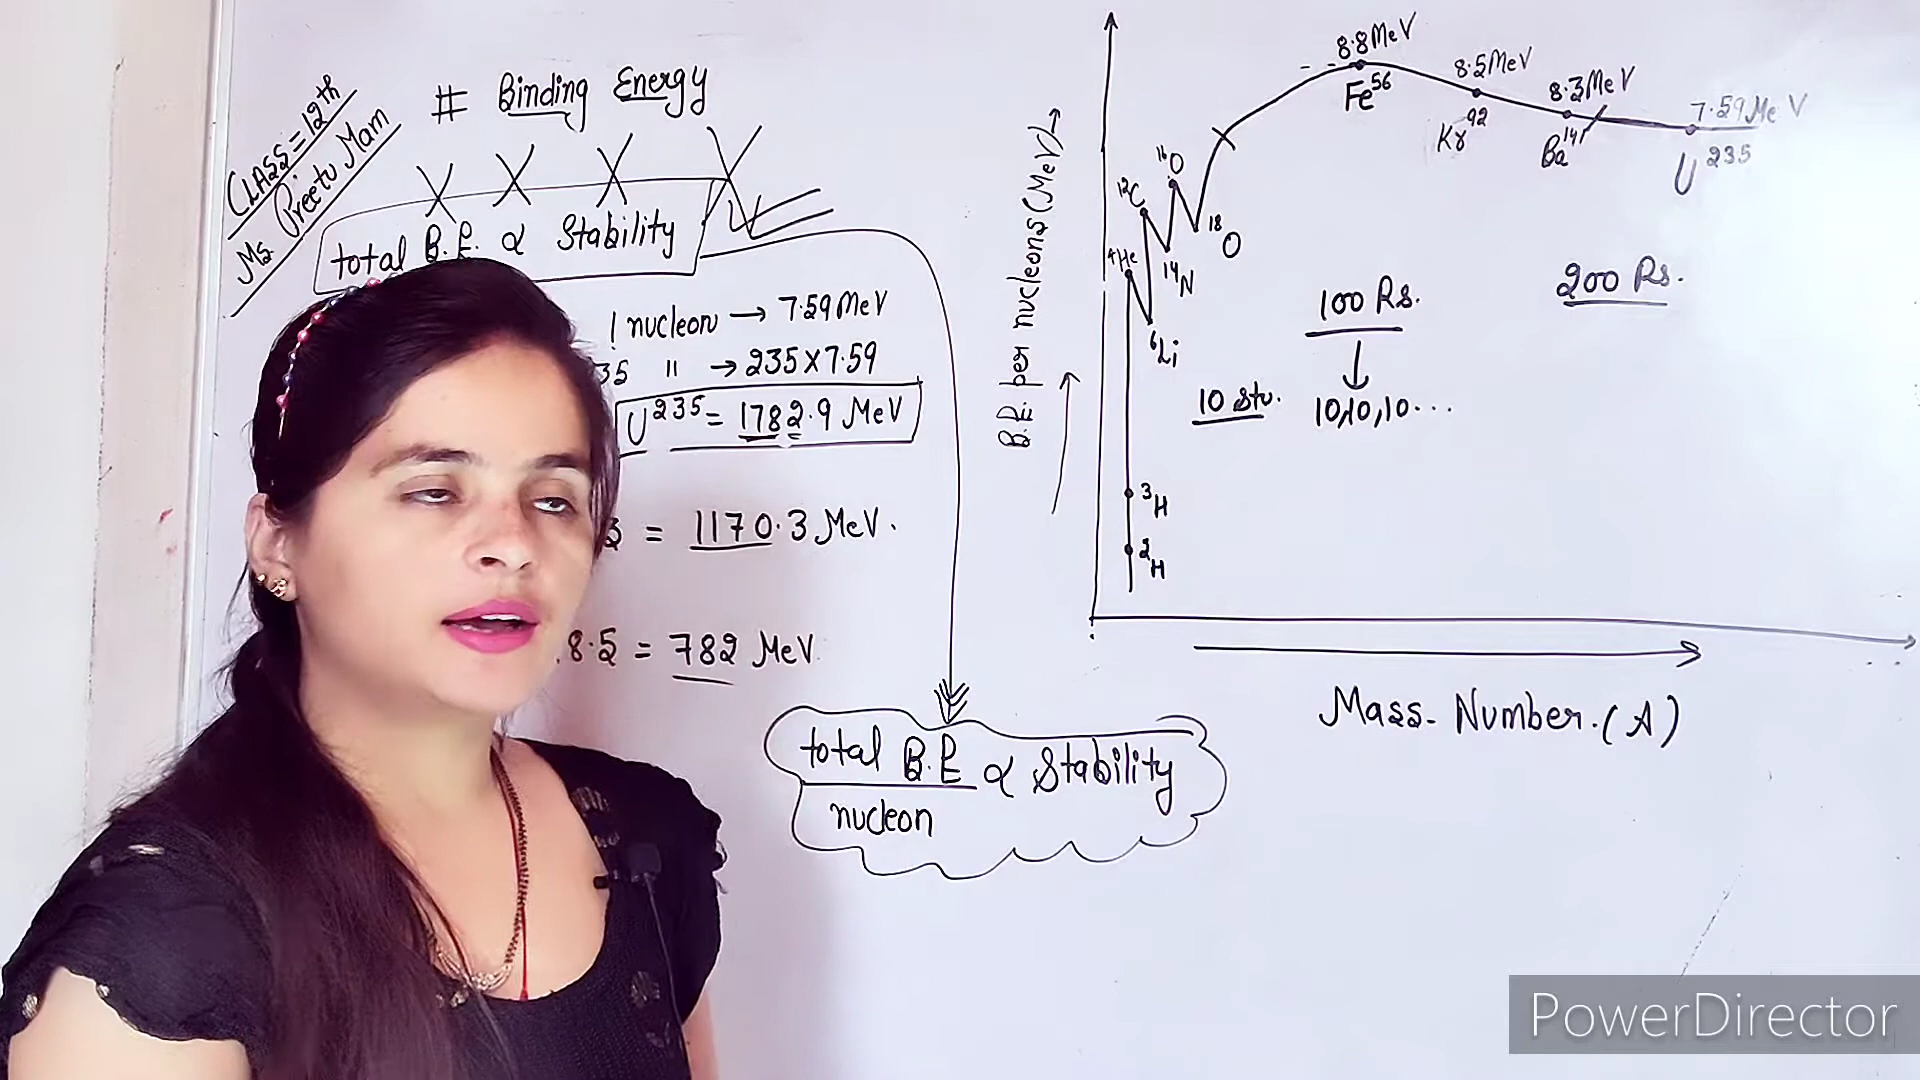 CLASS = 12th
Ms. Preetu Mam
# Binding Energy
total B.E. ∝ Stability
1 nucleon → 7.59 MeV
35 " → 235×7.59
U²³⁵ = 1782.9 MeV
3 = 1170.3 MeV.
8.5 = 782 MeV
total B.E ∝ Stability
nucleon
B.E. per nucleons (MeV) →
8.8 MeV
Fe⁵⁶
8.5 MeV
Kr⁹²
8.3 MeV
Ba¹⁴¹
7.59 MeV
U²³⁵
¹⁶O
¹²C
¹⁸O
⁴He
¹⁴N
⁶Li
³H
²H
100 Rs.
200 Rs.
10 Stu. 10,10,10...
Mass. Number. (A)
PowerDirector